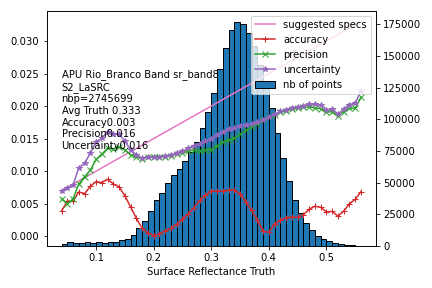 APU Rio_Branco Band sr_band8
S2_LaSRC
nbp=2745699
Avg Truth 0.333
Accuracy0.003
Precision0.016
Uncertainty0.016
suggested specs
accuracy
precision
uncertainty
nb of points
0.030
0.025
0.020
0.015
0.010
0.005
0.000
175000
150000
125000
100000
75000
50000
25000
0
0.1 0.2 0.3 0.4 0.5
Surface Reflectance Truth